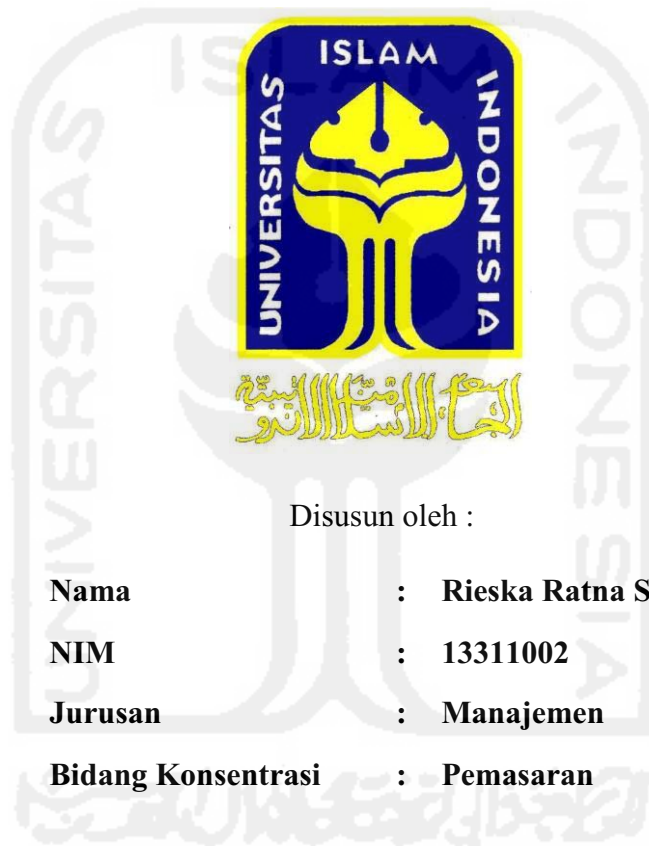 ISLAM
UNIVERSITAS
INDONESIA
Disusun oleh :
Nama : Rieska Ratna S
NIM : 13311002
Jurusan : Manajemen
Bidang Konsentrasi : Pemasaran